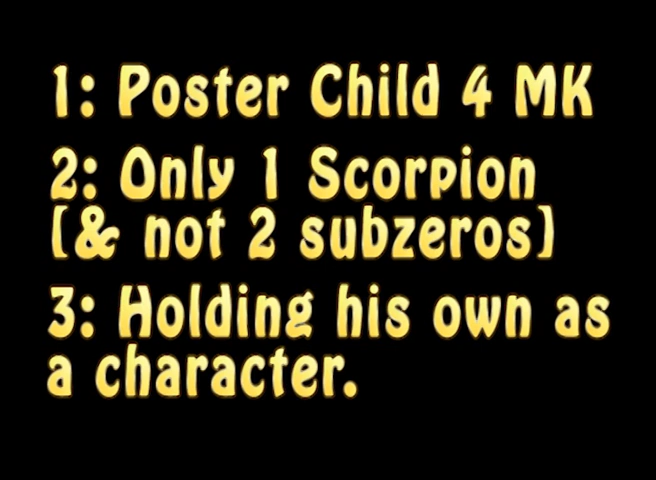 1: Poster Child 4 MK
2: Only 1 Scorpion
(& not 2 subzeros)
3: Holding his own as
a character.